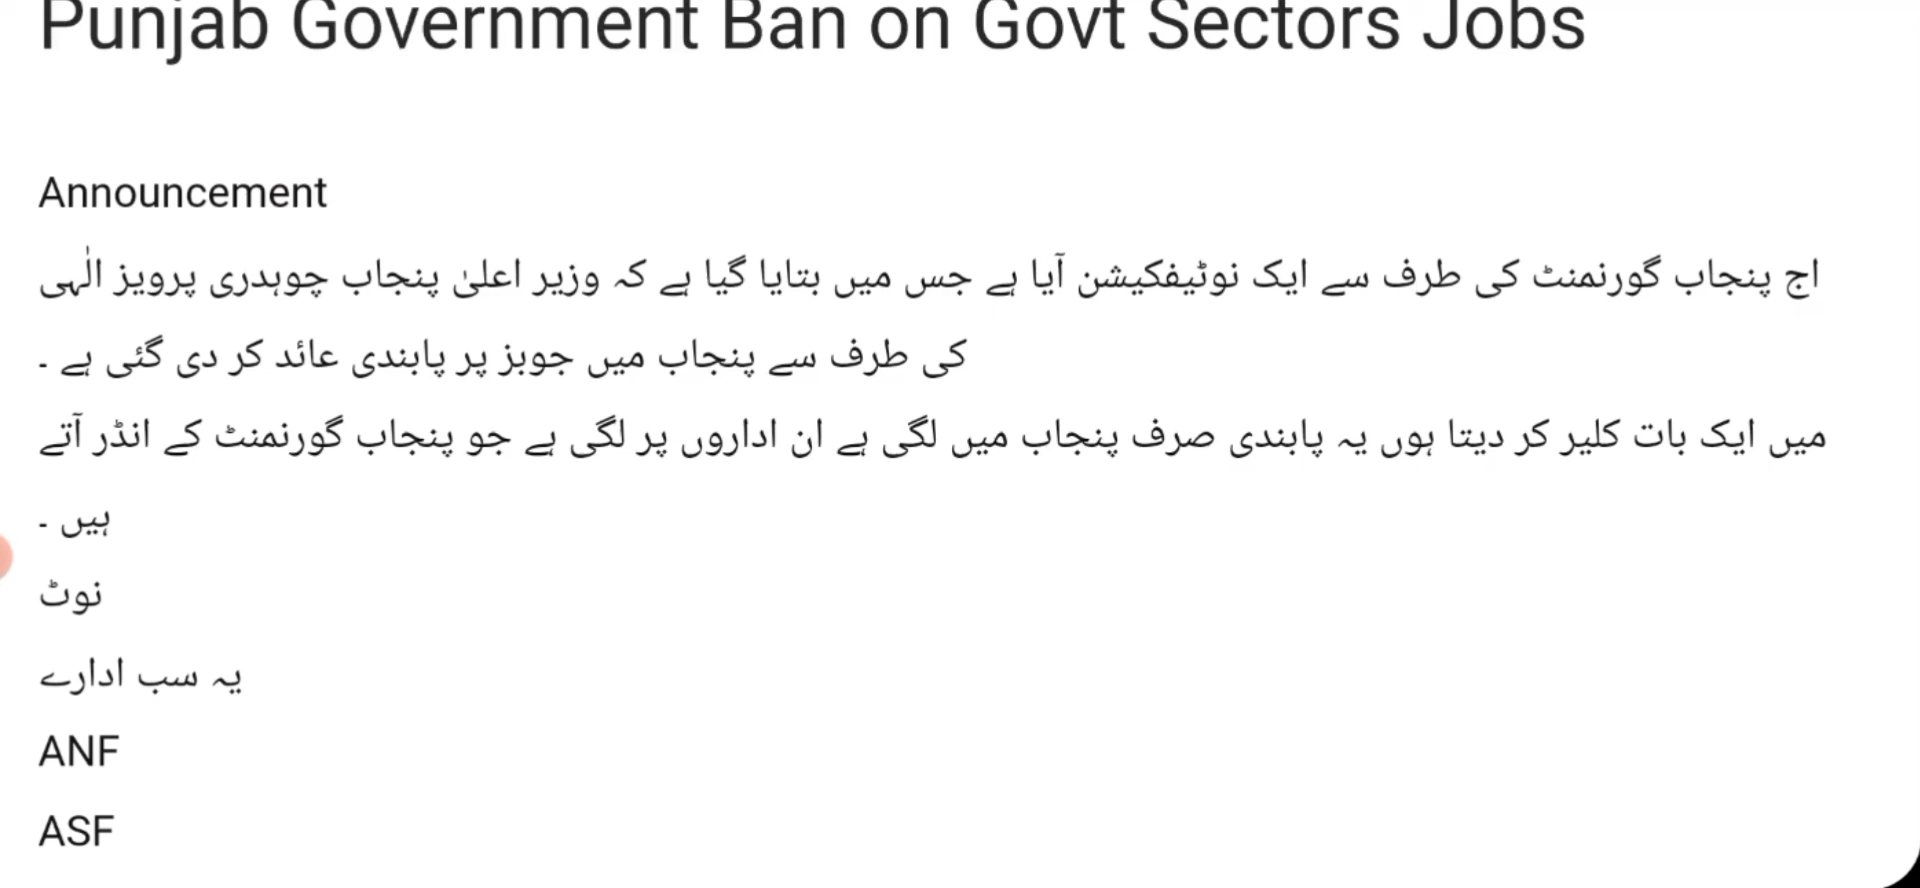 Punjab Government Ban on Govt Sectors Jobs
Announcement
اج پنجاب گورنمنٹ کی طرف سے ایک نوٹیفکیشن آیا ہے جس میں بتایا گیا ہے کہ وزیر اعلیٰ پنجاب چوہدری پرویز الٰہی
کی طرف سے پنجاب میں جوبز پر پابندی عائد کر دی گئی ہے ۔
میں ایک بات کلیر کر دیتا ہوں یہ پابندی صرف پنجاب میں لگی ہے ان اداروں پر لگی ہے جو پنجاب گورنمنٹ کے انڈر آتے
ہیں ۔
نوٹ
یہ سب ادارے
ANF
ASF